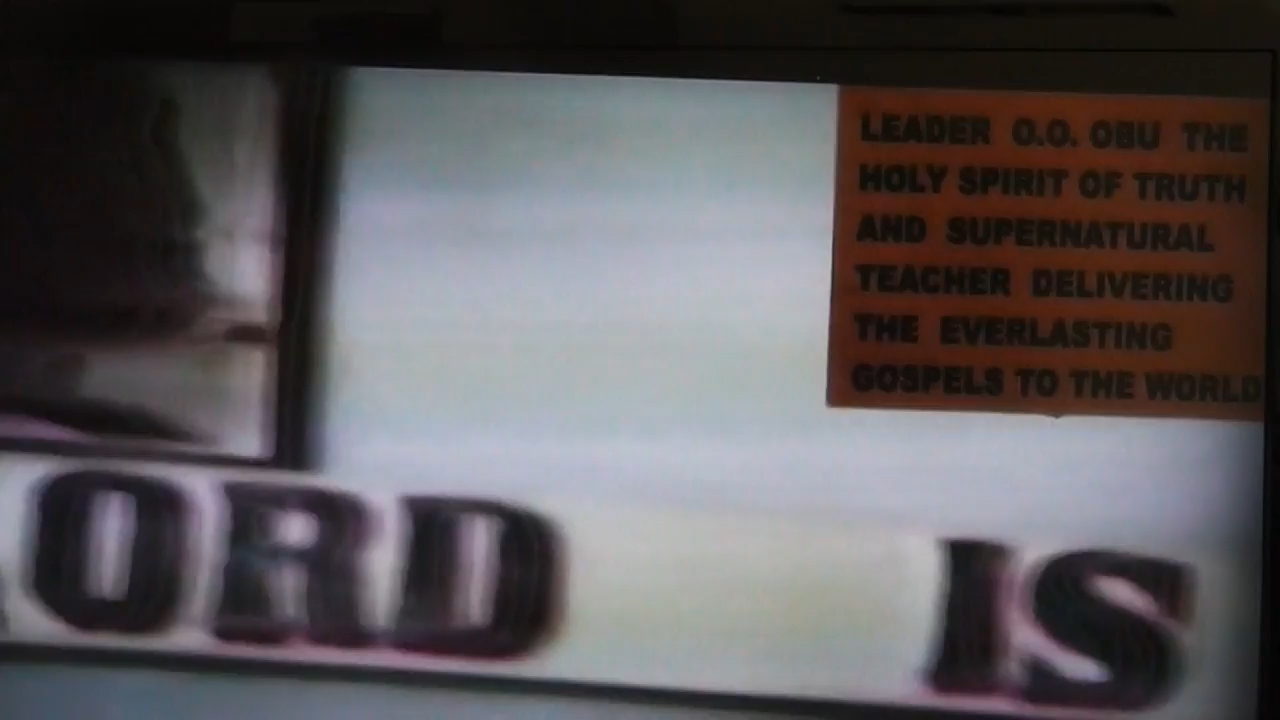 LEADER O.O. OBU THE
HOLY SPIRIT OF TRUTH
AND SUPERNATURAL
TEACHER DELIVERING
THE EVERLASTING
GOSPELS TO THE WORLD
ORD IS